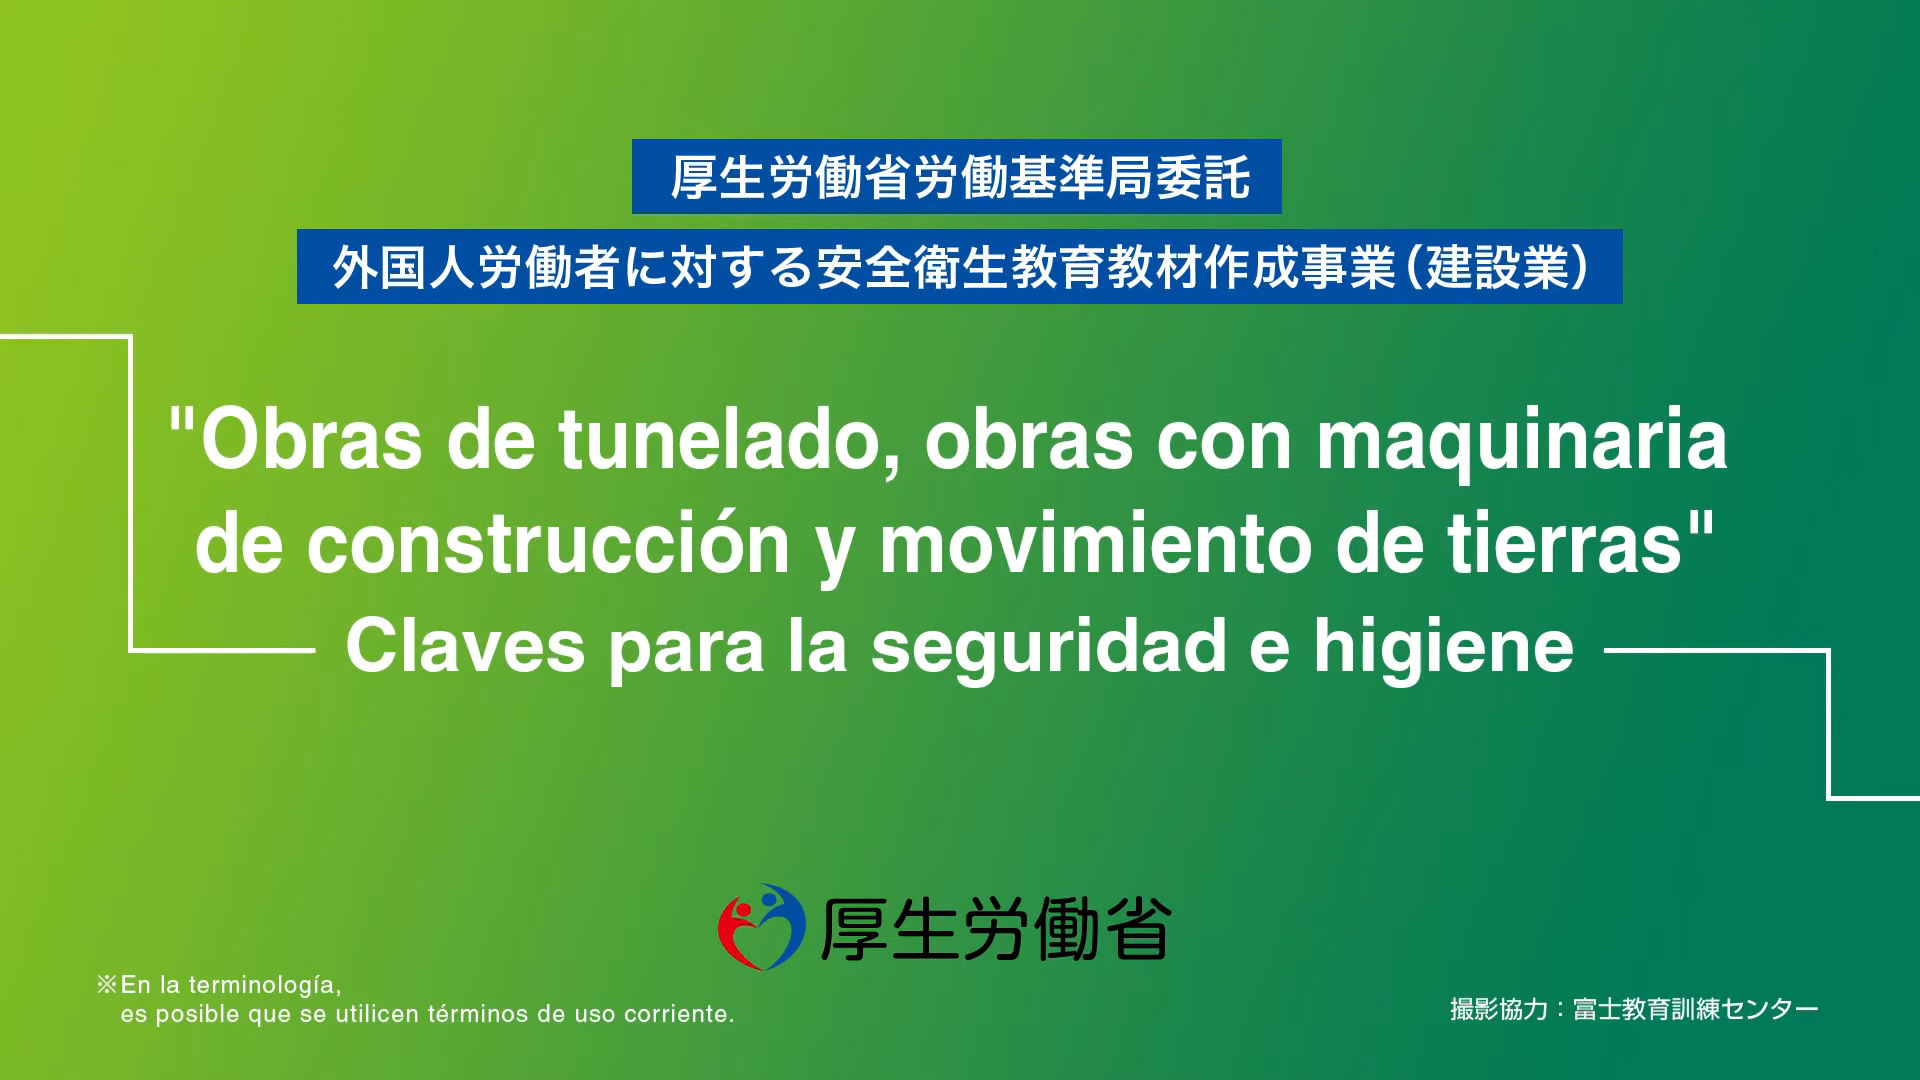 厚生労働省労働基準局委託
外国人労働者に対する安全衛生教育教材作成事業（建設業）
"Obras de tunelado, obras con maquinaria
de construcción y movimiento de tierras"
Claves para la seguridad e higiene
厚生労働省
※En la terminología,
es posible que se utilicen términos de uso corriente.
撮影協力：富士教育訓練センター